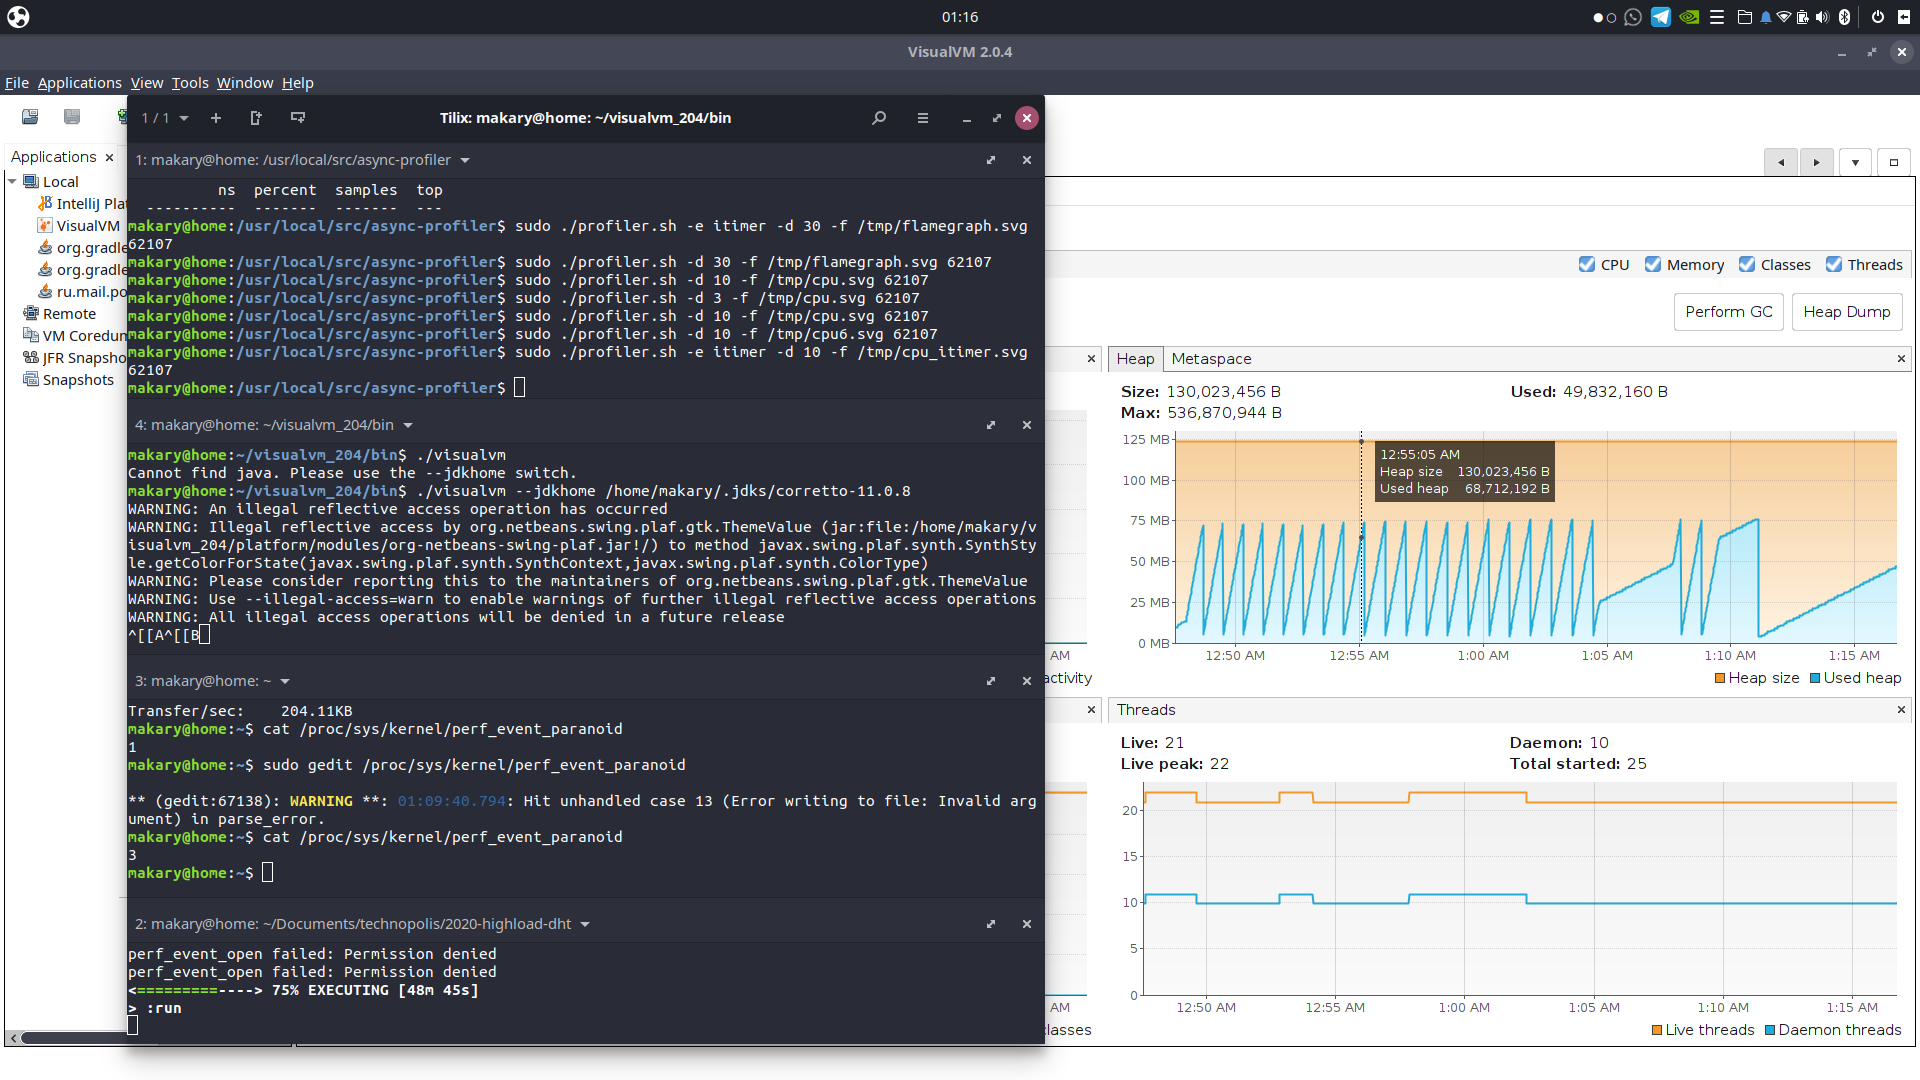 01:16
VisualVM 2.0.4
File Applications View Tools Window Help
1 / 1
Tilix: makary@home: ~/visualvm_204/bin
Applications
Local
IntelliJ Pla
VisualVM
org.gradle
org.gradle
ru.mail.po
Remote
VM Coredun
JFR Snapsho
Snapshots
1: makary@home: /usr/local/src/async-profiler
ns percent samples top
---------- ------- ------- ---
makary@home:/usr/local/src/async-profiler$ sudo ./profiler.sh -e itimer -d 30 -f /tmp/flamegraph.svg
62107
makary@home:/usr/local/src/async-profiler$ sudo ./profiler.sh -d 30 -f /tmp/flamegraph.svg 62107
makary@home:/usr/local/src/async-profiler$ sudo ./profiler.sh -d 10 -f /tmp/cpu.svg 62107
makary@home:/usr/local/src/async-profiler$ sudo ./profiler.sh -d 3 -f /tmp/cpu.svg 62107
makary@home:/usr/local/src/async-profiler$ sudo ./profiler.sh -d 10 -f /tmp/cpu.svg 62107
makary@home:/usr/local/src/async-profiler$ sudo ./profiler.sh -d 10 -f /tmp/cpu6.svg 62107
makary@home:/usr/local/src/async-profiler$ sudo ./profiler.sh -e itimer -d 10 -f /tmp/cpu_itimer.svg
62107
makary@home:/usr/local/src/async-profiler$
4: makary@home: ~/visualvm_204/bin
makary@home:~/visualvm_204/bin$ ./visualvm
Cannot find java. Please use the --jdkhome switch.
makary@home:~/visualvm_204/bin$ ./visualvm --jdkhome /home/makary/.jdks/corretto-11.0.8
WARNING: An illegal reflective access operation has occurred
WARNING: Illegal reflective access by org.netbeans.swing.plaf.gtk.ThemeValue (jar:file:/home/makary/v
isualvm_204/platform/modules/org-netbeans-swing-plaf.jar!/) to method javax.swing.plaf.synth.SynthSty
le.getColorForState(javax.swing.plaf.synth.SynthContext,javax.swing.plaf.synth.ColorType)
WARNING: Please consider reporting this to the maintainers of org.netbeans.swing.plaf.gtk.ThemeValue
WARNING: Use --illegal-access=warn to enable warnings of further illegal reflective access operations
WARNING: All illegal access operations will be denied in a future release
^[[A^[[B
3: makary@home: ~
Transfer/sec: 204.11KB
makary@home:~$ cat /proc/sys/kernel/perf_event_paranoid
1
makary@home:~$ sudo gedit /proc/sys/kernel/perf_event_paranoid
** (gedit:67138): WARNING **: 01:09:40.794: Hit unhandled case 13 (Error writing to file: Invalid arg
ument) in parse_error.
makary@home:~$ cat /proc/sys/kernel/perf_event_paranoid
3
makary@home:~$
2: makary@home: ~/Documents/technopolis/2020-highload-dht
perf_event_open failed: Permission denied
perf_event_open failed: Permission denied
<=========----> 75% EXECUTING [48m 45s]
> :run
CPU Memory Classes Threads
Perform GC Heap Dump
Heap Metaspace
Size: 130,023,456 B Used: 49,832,160 B
Max: 536,870,944 B
125 MB
100 MB
75 MB
50 MB
25 MB
0 MB
12:55:05 AM
Heap size 130,023,456 B
Used heap 68,712,192 B
AM 12:50 AM 12:55 AM 1:00 AM 1:05 AM 1:10 AM 1:15 AM
activity Heap size Used heap
Threads
Live: 21 Daemon: 10
Live peak: 22 Total started: 25
20
15
10
5
0
AM 12:50 AM 12:55 AM 1:00 AM 1:05 AM 1:10 AM 1:15 AM
classes Live threads Daemon threads